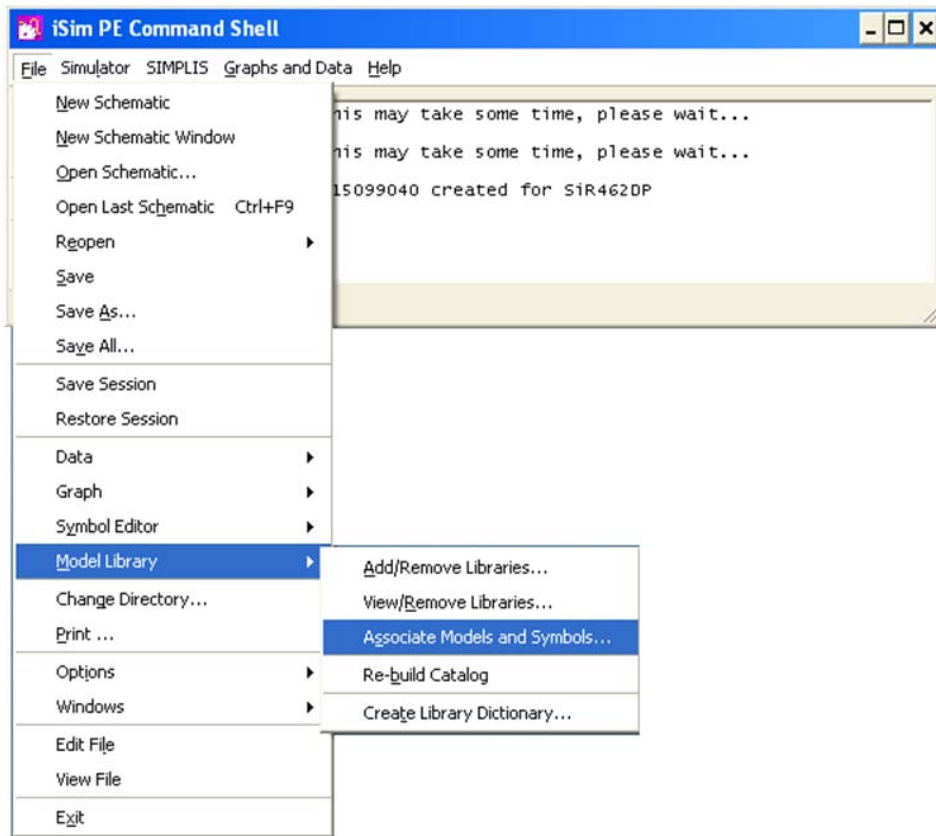 iSim PE Command Shell
File Simulator SIMPLIS Graphs and Data Help
New Schematic
New Schematic Window
Open Schematic...
Open Last Schematic Ctrl+F9
Reopen
Save
Save As...
Save All...
Save Session
Restore Session
Data
Graph
Symbol Editor
Model Library
Change Directory...
Print ...
Options
Windows
Edit File
View File
Exit
his may take some time, please wait...
his may take some time, please wait...
15099040 created for SiR462DP
Add/Remove Libraries...
View/Remove Libraries...
Associate Models and Symbols...
Re-build Catalog
Create Library Dictionary...